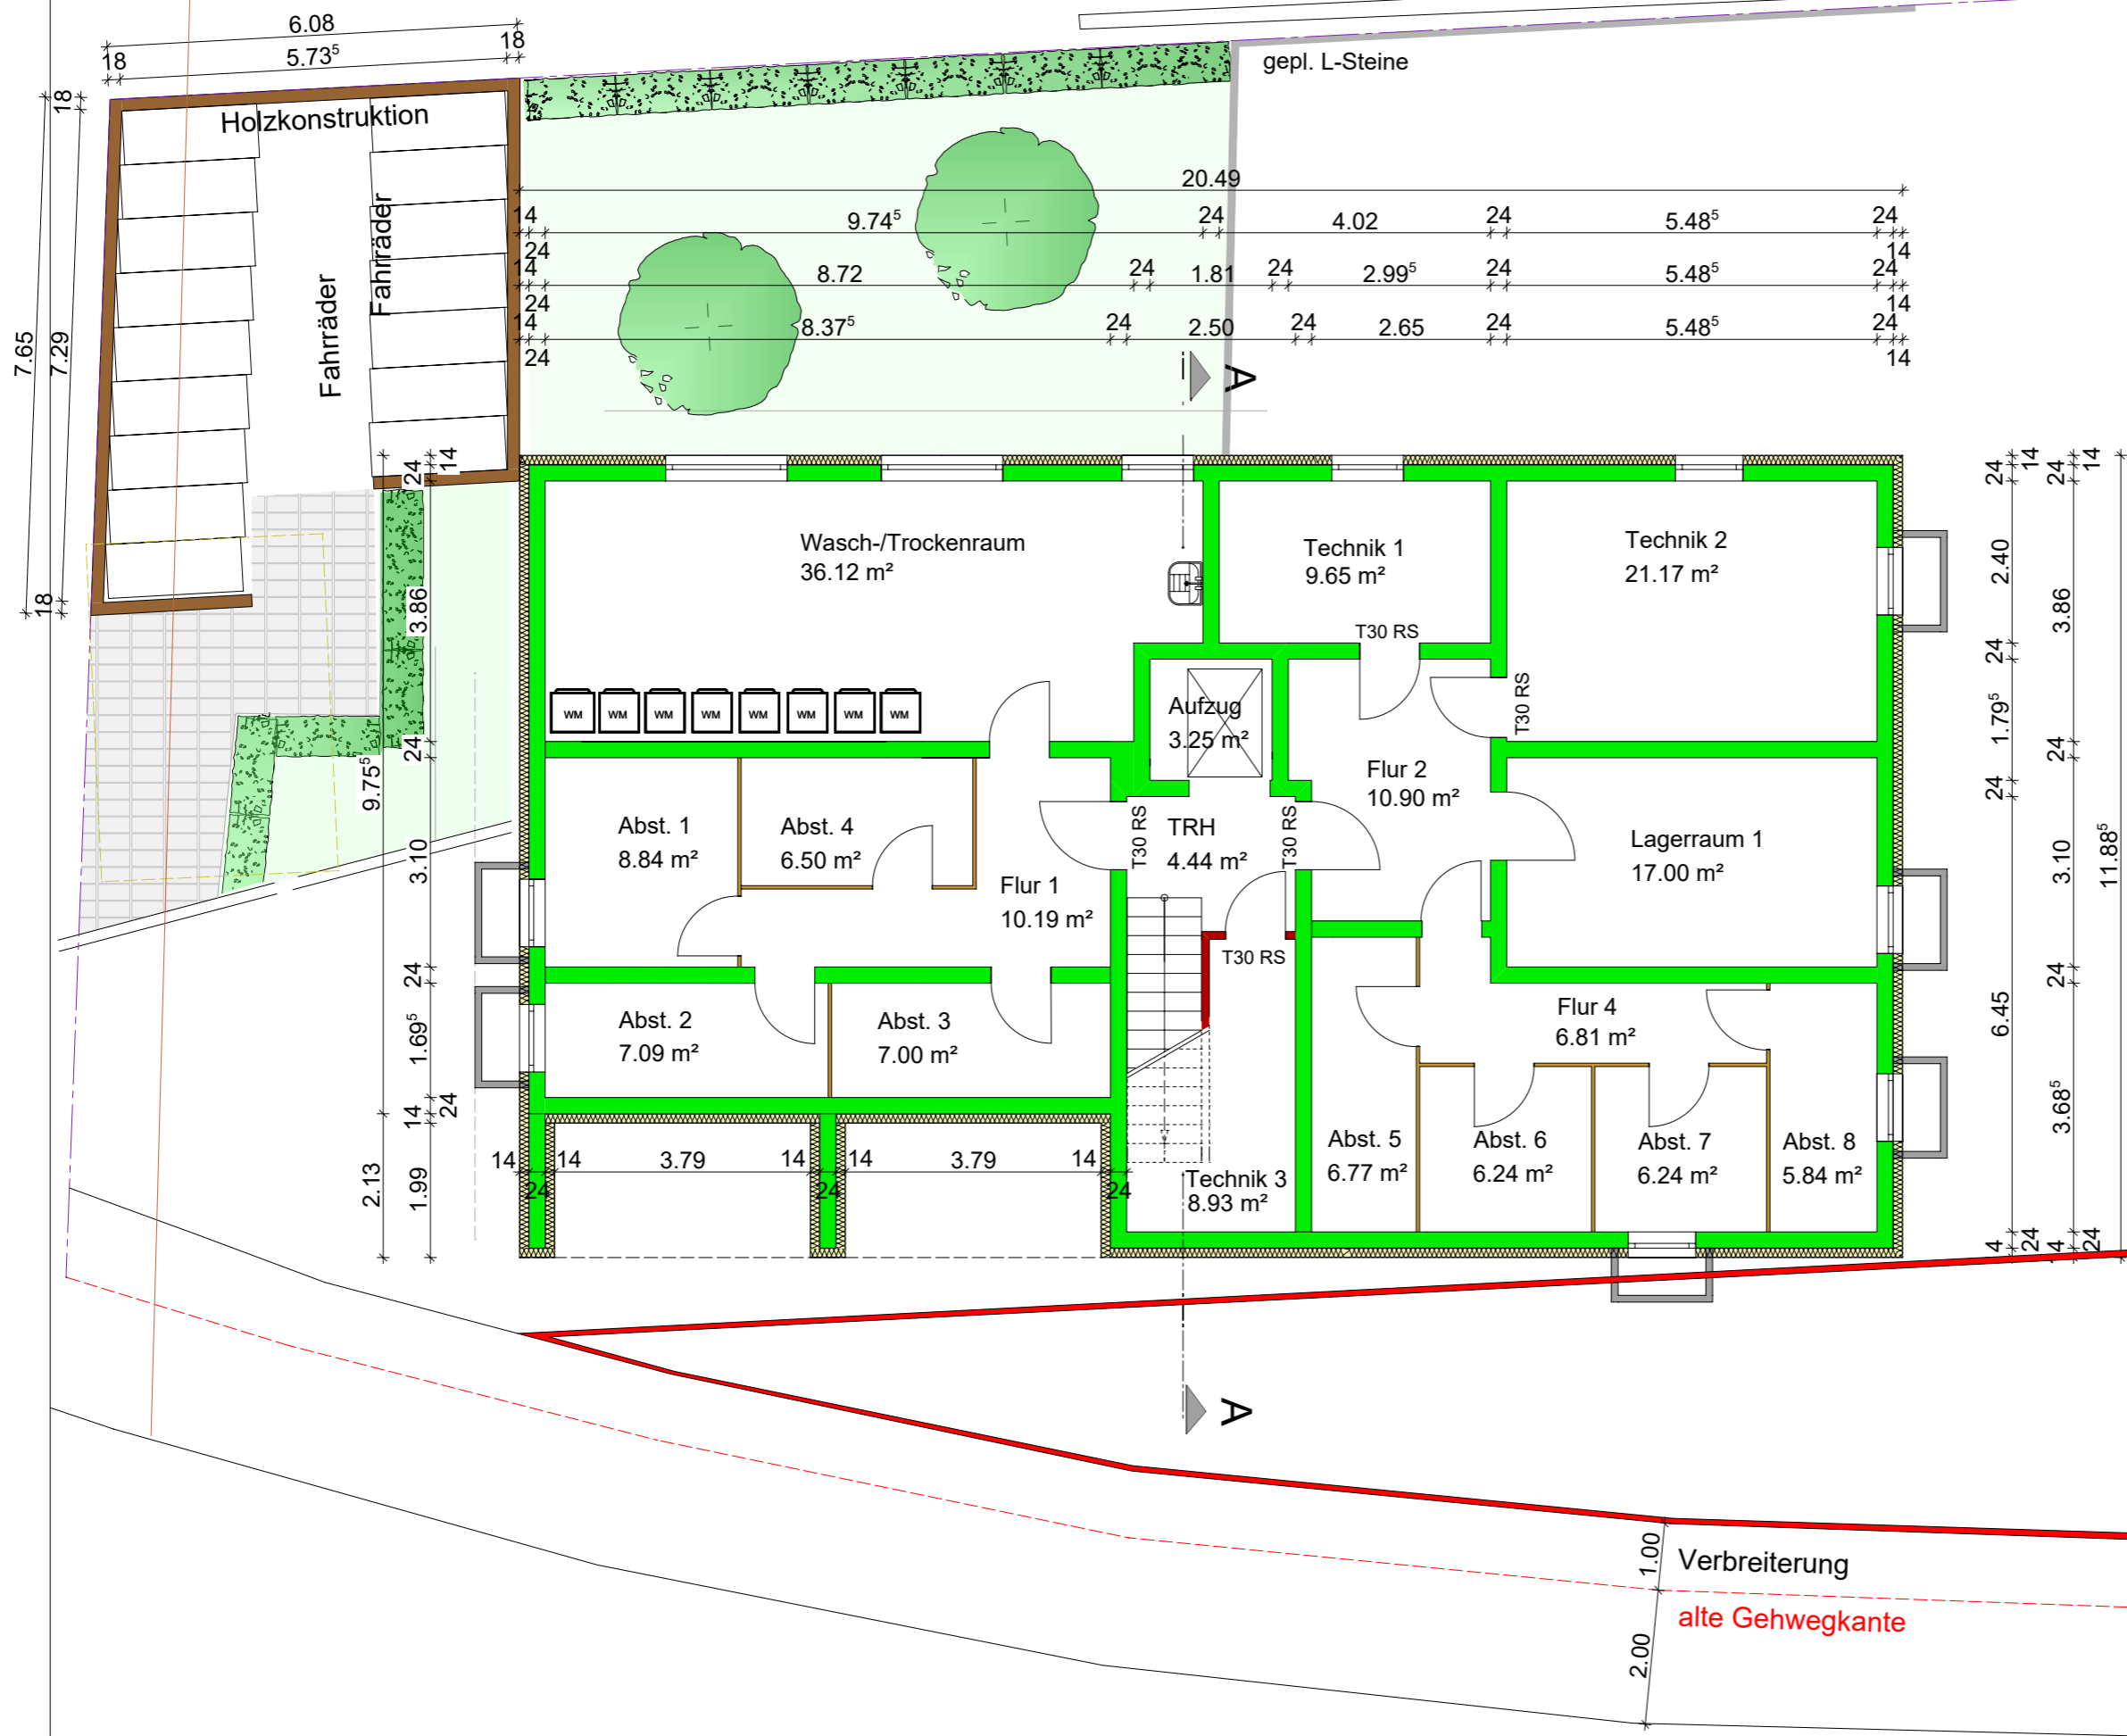 6.08
18
5.73⁵
18
gepl. L-Steine
18
Holzkonstruktion
Fahrräder
Fahrräder
7.65
7.29
18
20.49
14
9.74⁵
24
4.02
24
5.48⁵
24
24
14
14
8.72
24
1.81
24
2.99⁵
24
5.48⁵
24
24
14
14
8.37⁵
24
2.50
24
2.65
24
5.48⁵
24
24
14
A
14
24
3.86
24
9.75⁵
3.10
24
1.69⁵
24
14
2.13
1.99
Wasch-/Trockenraum
36.12 m²
Technik 1
9.65 m²
Technik 2
21.17 m²
T30 RS
T30 RS
WM
WM
WM
WM
WM
WM
WM
WM
Aufzug
3.25 m²
Flur 2
10.90 m²
Abst. 1
8.84 m²
Abst. 4
6.50 m²
T30 RS
TRH
4.44 m²
T30 RS
Lagerraum 1
17.00 m²
Flur 1
10.19 m²
T30 RS
Abst. 2
7.09 m²
Abst. 3
7.00 m²
Flur 4
6.81 m²
Abst. 5
6.77 m²
Abst. 6
6.24 m²
Abst. 7
6.24 m²
Abst. 8
5.84 m²
Technik 3
8.93 m²
14
24
14
3.79
14
24
14
3.79
14
24
14
24
2.40
24
1.79⁵
24
6.45
24
4
14
24
3.86
24
3.10
24
3.68⁵
24
4
11.88⁵
A
1.00
Verbreiterung
alte Gehwegkante
2.00